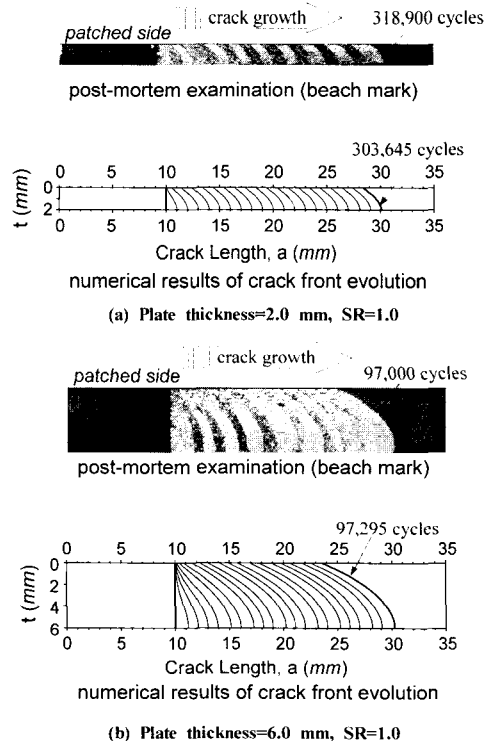 crack growth
318,900 cycles
patched side
post-mortem examination (beach mark)
303,645 cycles
0 5 10 15 20 25 30 35
t (mm)
0
2
0 5 10 15 20 25 30 35
Crack Length, a (mm)
numerical results of crack front evolution
(a) Plate thickness=2.0 mm, SR=1.0
crack growth
patched side
97,000 cycles
post-mortem examination (beach mark)
97,295 cycles
0 5 10 15 20 25 30 35
t (mm)
0
2
4
6
0 5 10 15 20 25 30 35
Crack Length, a (mm)
numerical results of crack front evolution
(b) Plate thickness=6.0 mm, SR=1.0